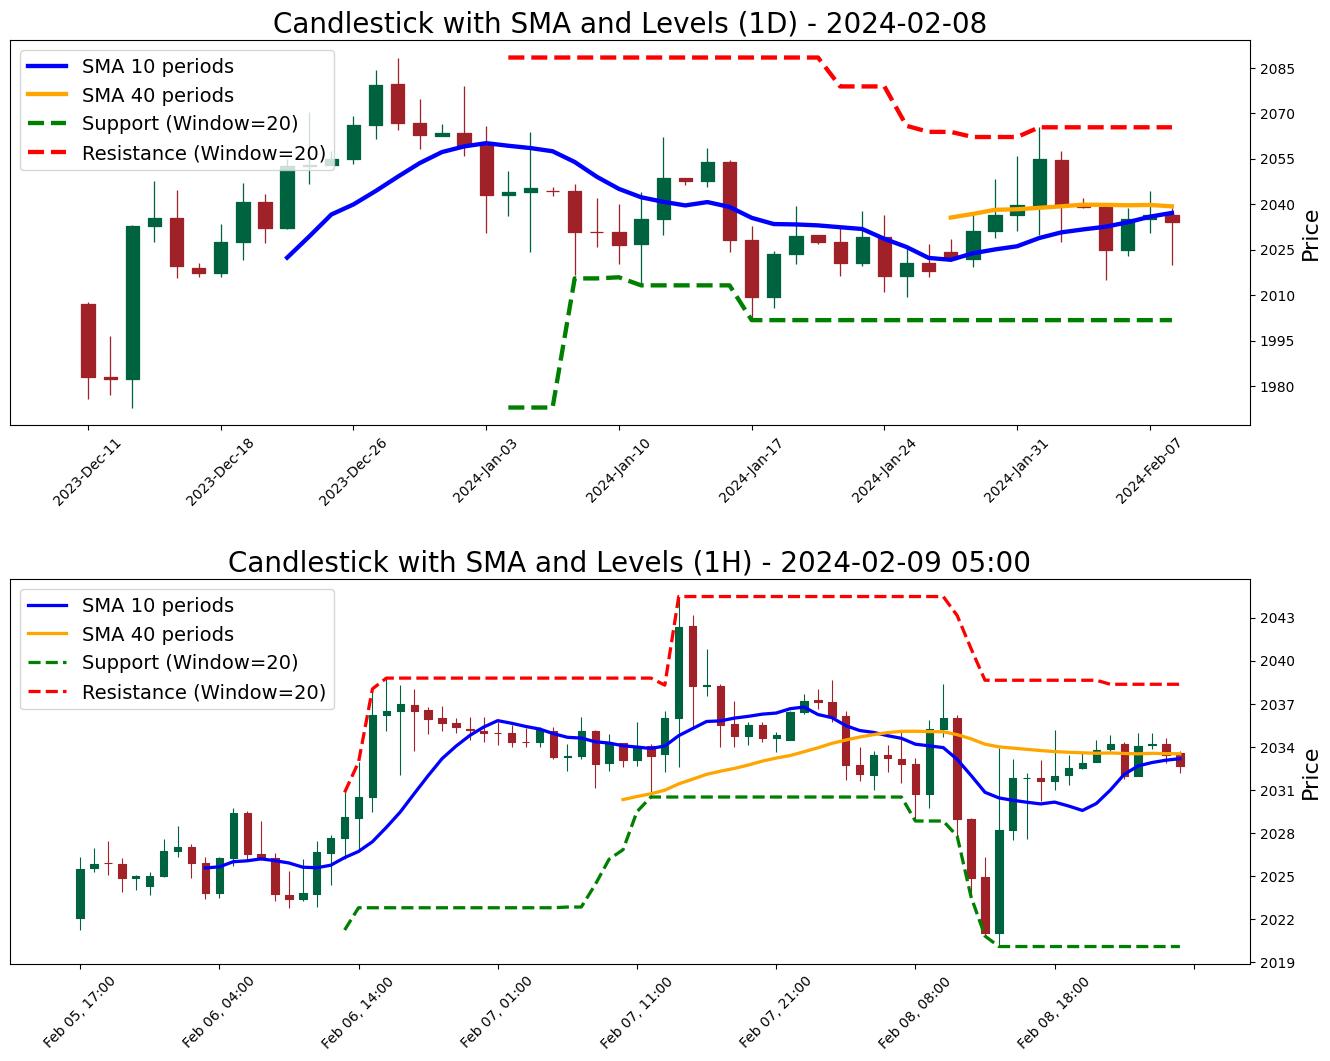 Candlestick with SMA and Levels (1D) - 2024-02-08
SMA 10 periods
SMA 40 periods
Support (Window=20)
Resistance (Window=20)
2085
2070
2055
2040
2025
2010
1995
1980
Price
2023-Dec-11
2023-Dec-18
2023-Dec-26
2024-Jan-03
2024-Jan-10
2024-Jan-17
2024-Jan-24
2024-Jan-31
2024-Feb-07
Candlestick with SMA and Levels (1H) - 2024-02-09 05:00
SMA 10 periods
SMA 40 periods
Support (Window=20)
Resistance (Window=20)
2043
2040
2037
2034
2031
2028
2025
2022
2019
Price
Feb 05, 17:00
Feb 06, 04:00
Feb 06, 14:00
Feb 07, 01:00
Feb 07, 11:00
Feb 07, 21:00
Feb 08, 08:00
Feb 08, 18:00